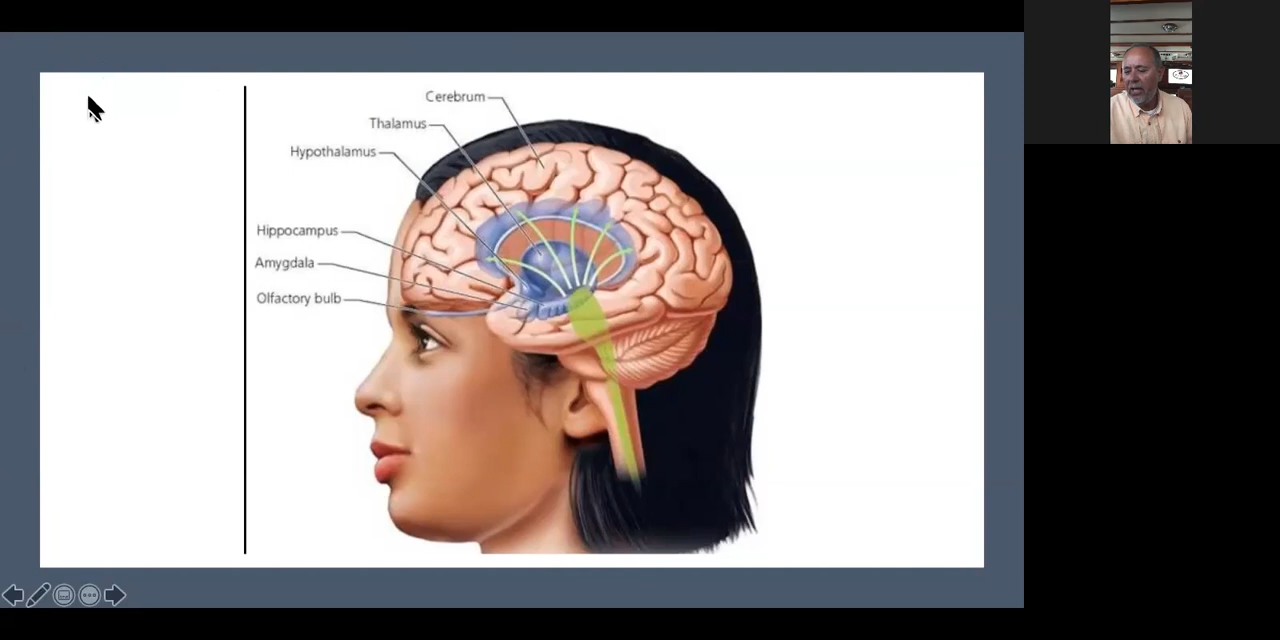 Cerebrum
Thalamus
Hypothalamus
Hippocampus
Amygdala
Olfactory bulb